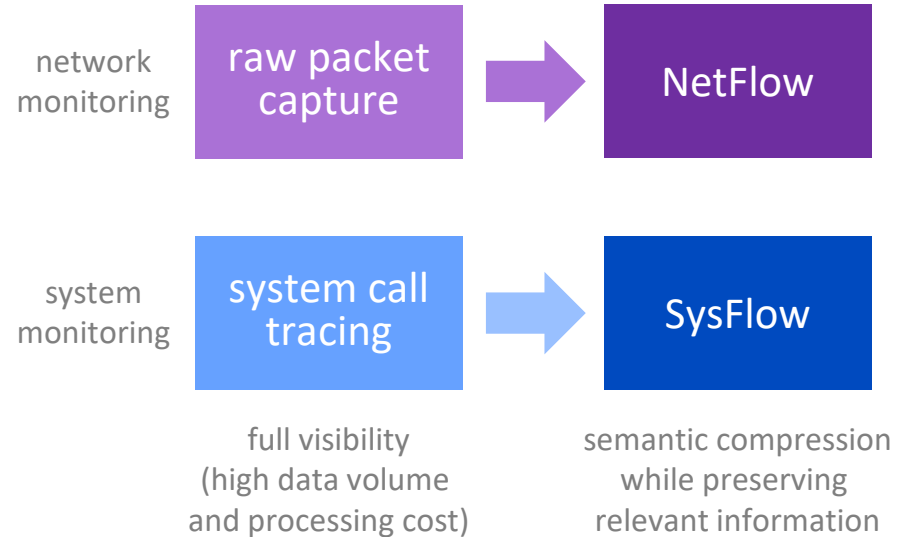 network
monitoring
raw packet
capture
NetFlow
system
monitoring
system call
tracing
SysFlow
full visibility
(high data volume
and processing cost)
semantic compression
while preserving
relevant information